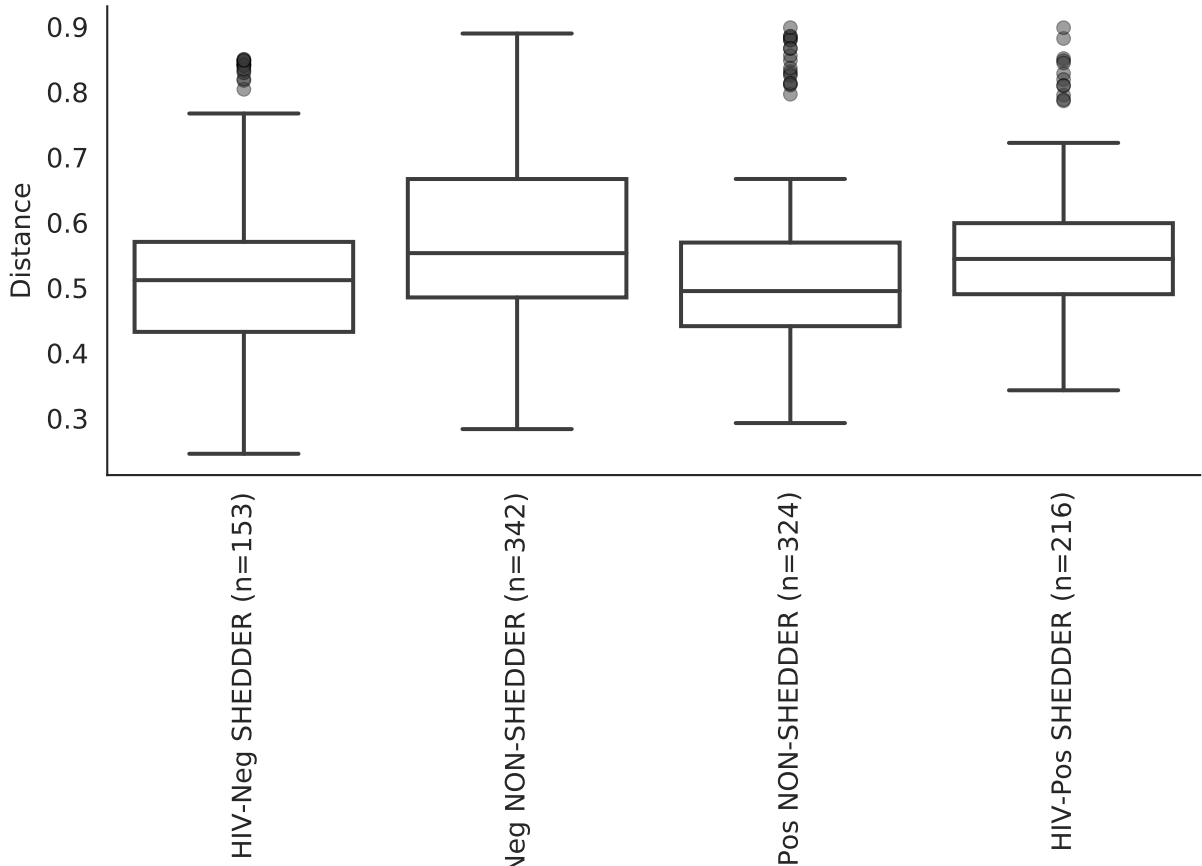 0.9
0.8
0.7
0.6
0.5
0.4
0.3
Distance
HIV-Neg SHEDDER (n=153)
Neg NON-SHEDDER (n=342)
Pos NON-SHEDDER (n=324)
HIV-Pos SHEDDER (n=216)